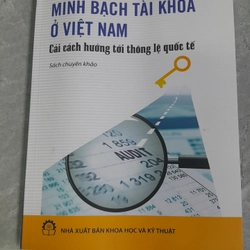 MINH BẠCH TÀI KHÓA
Ở VIỆT NAM
Cải cách hướng tới thông lệ quốc tế
Sách chuyên khảo
AUDIT
NHÀ XUẤT BẢN KHOA HỌC VÀ KỸ THUẬT